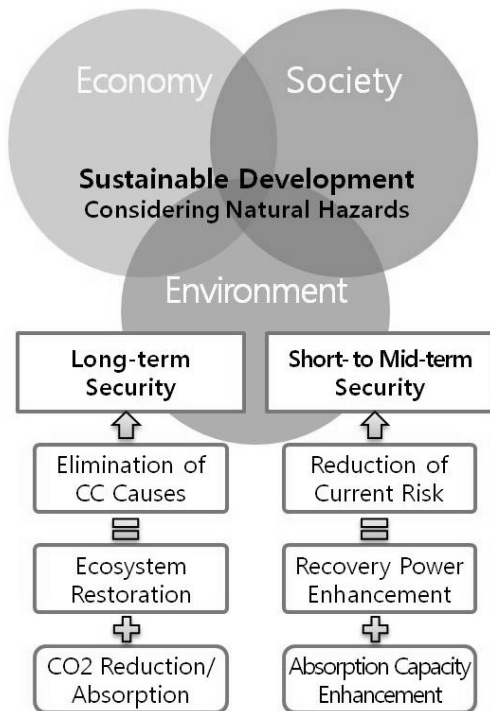 Economy
Society
Sustainable Development
Considering Natural Hazards
Environment
Long-term
Security
Short- to Mid-term
Security
Elimination of
CC Causes
Reduction of
Current Risk
Ecosystem
Restoration
Recovery Power
Enhancement
CO2 Reduction/
Absorption
Absorption Capacity
Enhancement